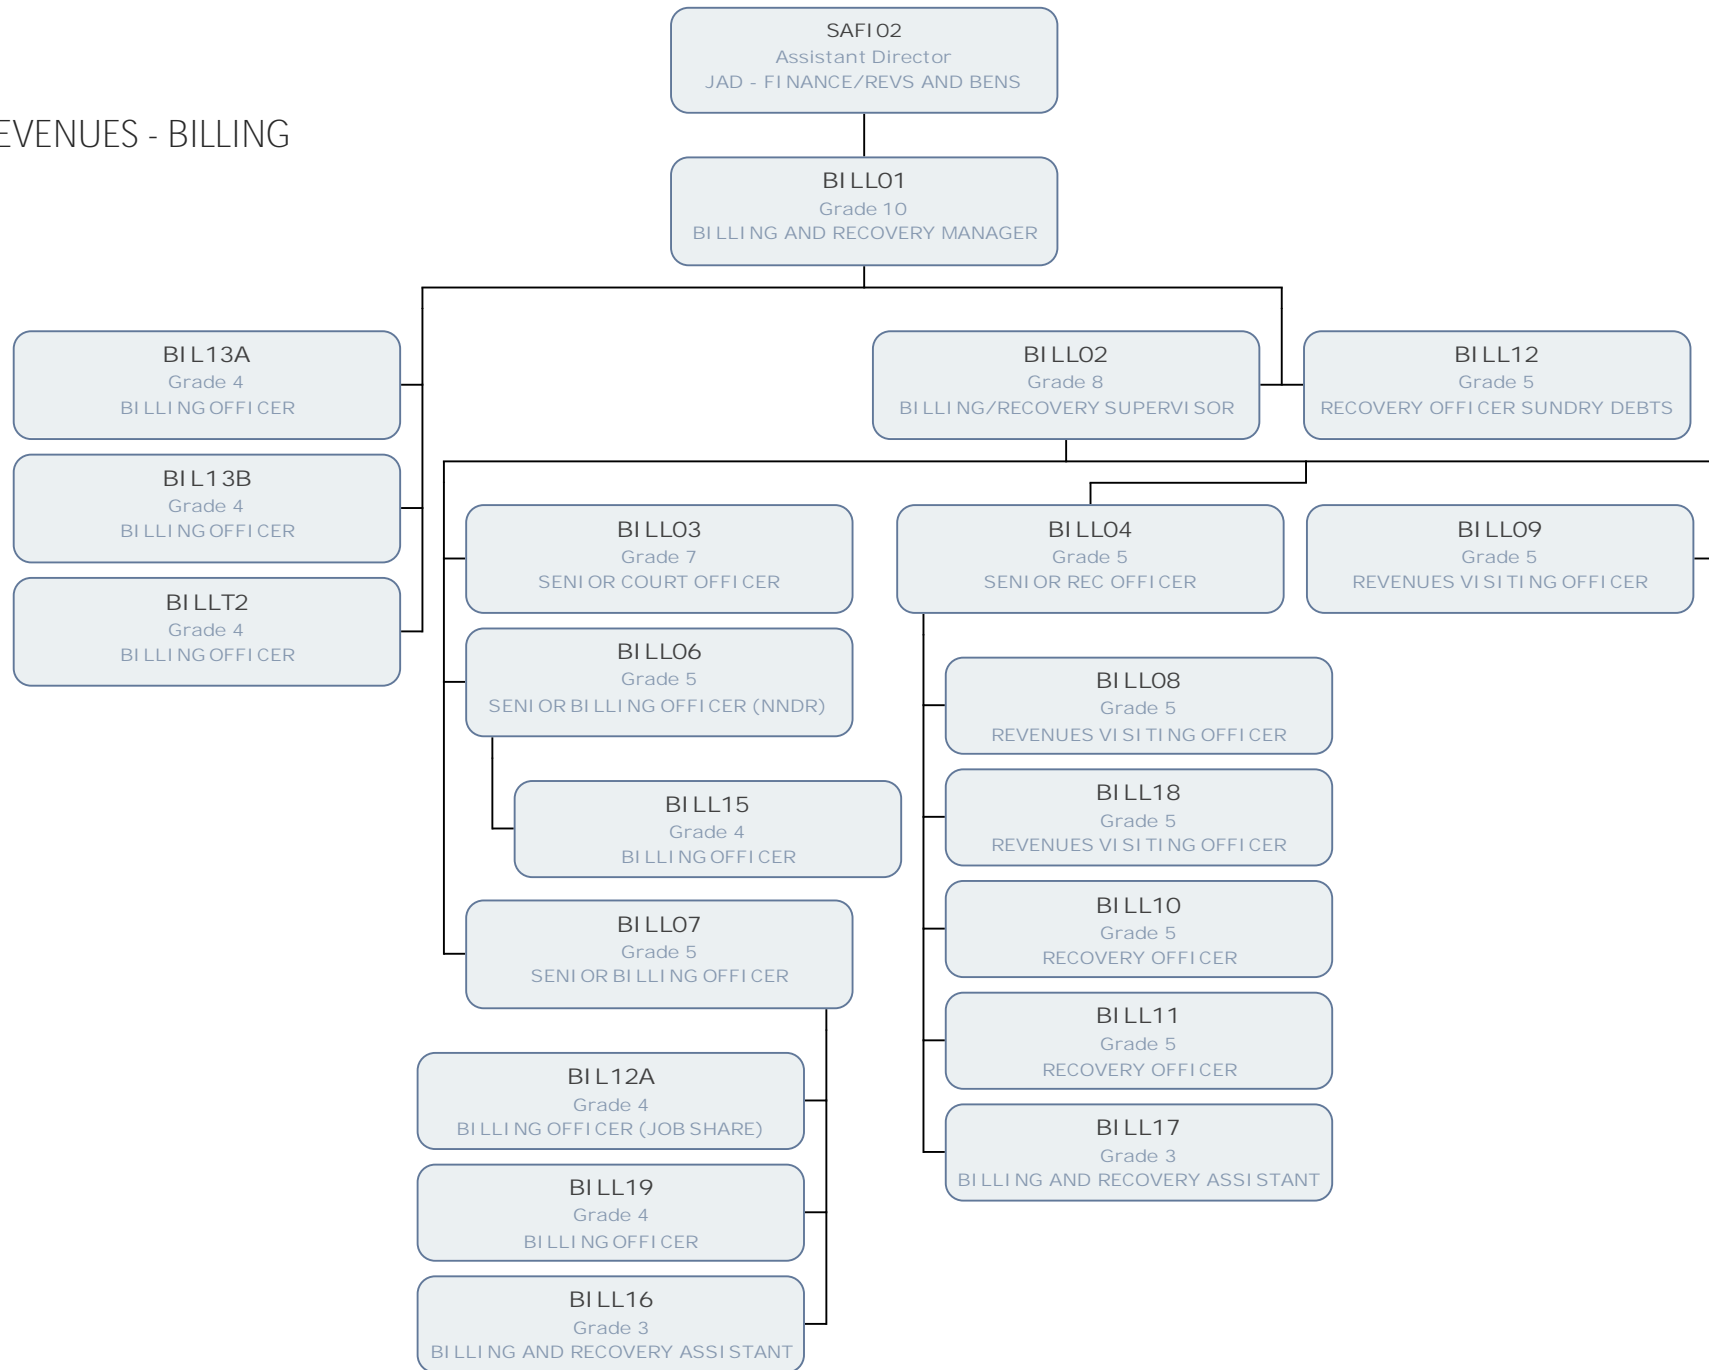 SAFI02
Assistant Director
JAD - FINANCE/REVS AND BENS
EVENUES - BILLING
BILL01
Grade 10
BILLING AND RECOVERY MANAGER
BIL13A
Grade 4
BILLING OFFICER
BILL02
Grade 8
BILLING/RECOVERY SUPERVISOR
BILL12
Grade 5
RECOVERY OFFICER SUNDRY DEBTS
BIL13B
Grade 4
BILLING OFFICER
BILLT2
Grade 4
BILLING OFFICER
BILL03
Grade 7
SENIOR COURT OFFICER
BILL04
Grade 5
SENIOR REC OFFICER
BILL09
Grade 5
REVENUES VISITING OFFICER
BILL06
Grade 5
SENIOR BILLING OFFICER (NNDR)
BILL15
Grade 4
BILLING OFFICER
BILL07
Grade 5
SENIOR BILLING OFFICER
BIL12A
Grade 4
BILLING OFFICER (JOB SHARE)
BILL19
Grade 4
BILLING OFFICER
BILL16
Grade 3
BILLING AND RECOVERY ASSISTANT
BILL08
Grade 5
REVENUES VISITING OFFICER
BILL18
Grade 5
REVENUES VISITING OFFICER
BILL10
Grade 5
RECOVERY OFFICER
BILL11
Grade 5
RECOVERY OFFICER
BILL17
Grade 3
BILLING AND RECOVERY ASSISTANT